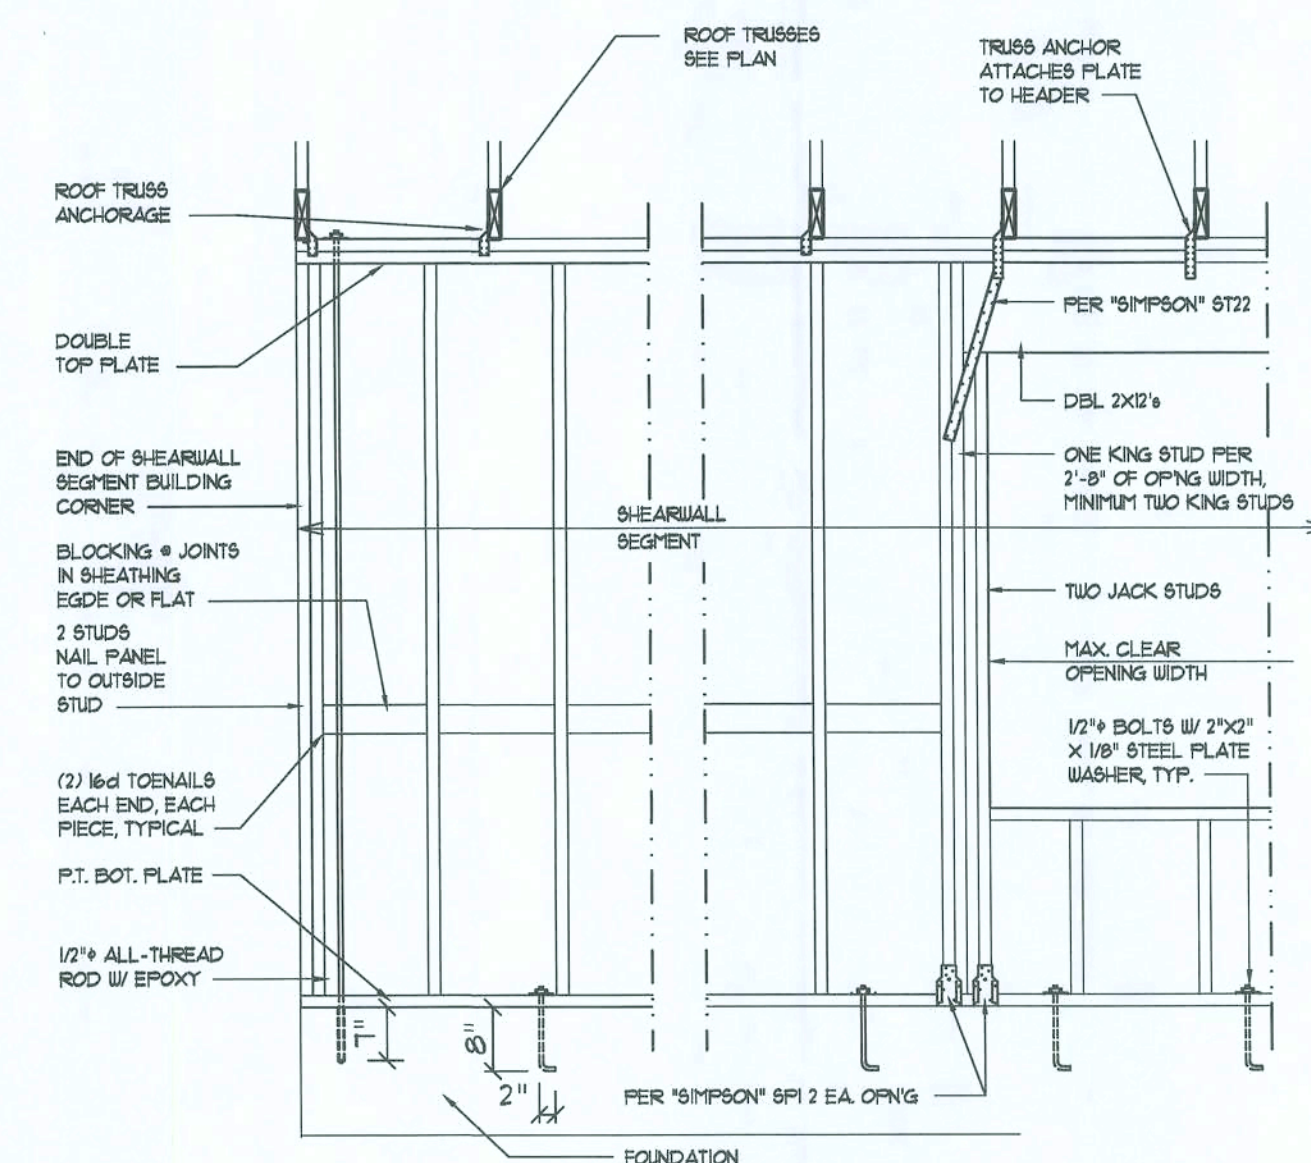 ROOF TRUSSES
SEE PLAN
TRUSS ANCHOR
ATTACHES PLATE
TO HEADER
ROOF TRUSS
ANCHORAGE
PER "SIMPSON" ST22
DOUBLE
TOP PLATE
DBL 2X12's
END OF SHEARWALL
SEGMENT BUILDING
CORNER
ONE KING STUD PER
2'-8" OF OP'NG WIDTH,
MINIMUM TWO KING STUDS
SHEARWALL
SEGMENT
BLOCKING @ JOINTS
IN SHEATHING
EGDE OR FLAT
TWO JACK STUDS
2 STUDS
NAIL PANEL
TO OUTSIDE
STUD
MAX. CLEAR
OPENING WIDTH
1/2"φ BOLTS W/ 2"X2"
X 1/8" STEEL PLATE
WASHER, TYP.
(2) 16d TOENAILS
EACH END, EACH
PIECE, TYPICAL
P.T. BOT. PLATE
1/2"φ ALL-THREAD
ROD W/ EPOXY
7"
8"
2"
PER "SIMPSON" SP1 2 EA. OPN'G
FOUNDATION